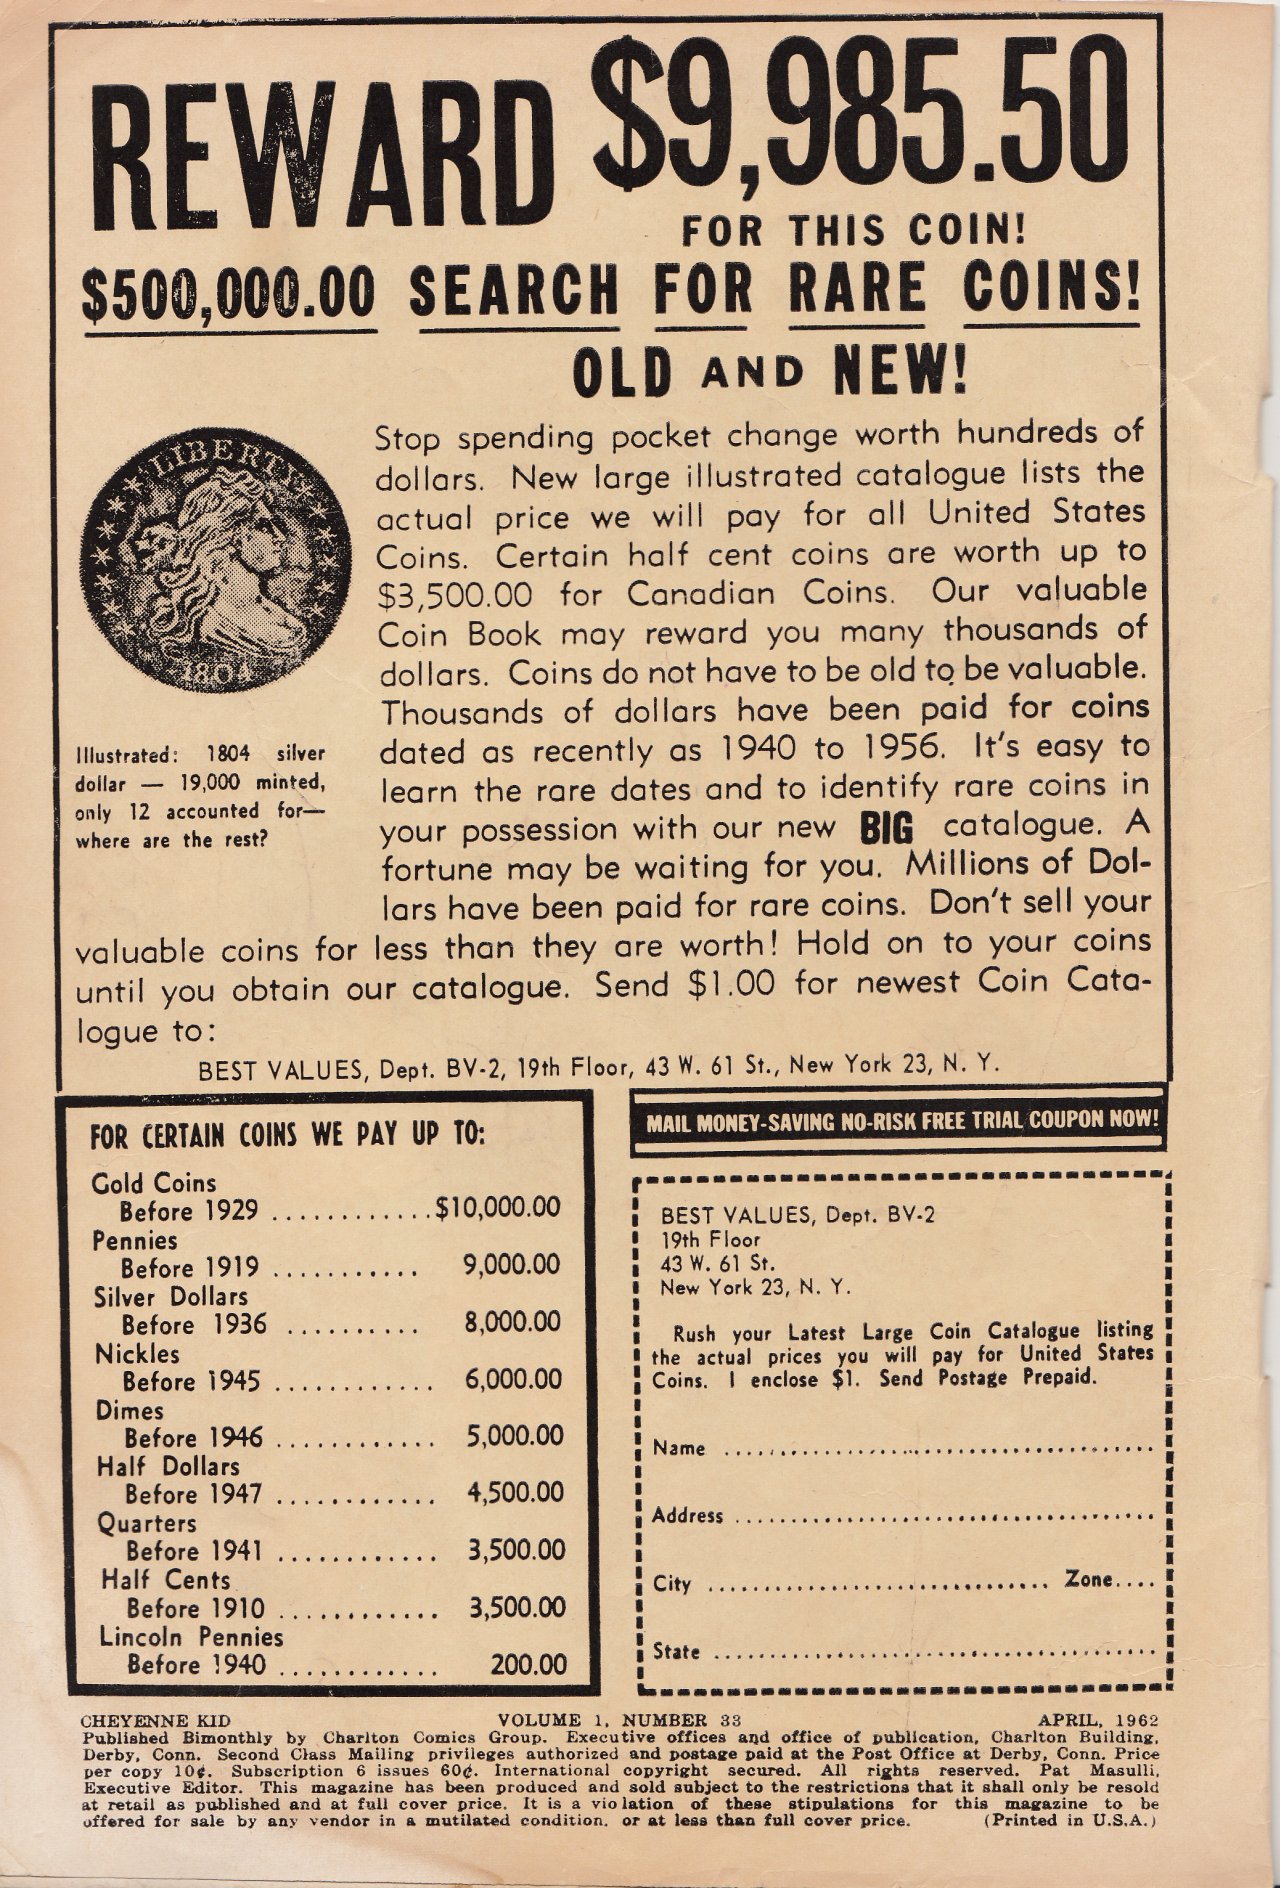 REWARD $9,985.50
FOR THIS COIN!
$500,000.00 SEARCH FOR RARE COINS!
OLD AND NEW!
LIBERTY
1804
Illustrated: 1804 silver
dollar — 19,000 minted,
only 12 accounted for—
where are the rest?
Stop spending pocket change worth hundreds of
dollars. New large illustrated catalogue lists the
actual price we will pay for all United States
Coins. Certain half cent coins are worth up to
$3,500.00 for Canadian Coins. Our valuable
Coin Book may reward you many thousands of
dollars. Coins do not have to be old to be valuable.
Thousands of dollars have been paid for coins
dated as recently as 1940 to 1956. It's easy to
learn the rare dates and to identify rare coins in
your possession with our new BIG catalogue. A
fortune may be waiting for you. Millions of Dol-
lars have been paid for rare coins. Don't sell your
valuable coins for less than they are worth! Hold on to your coins
until you obtain our catalogue. Send $1.00 for newest Coin Cata-
logue to:
BEST VALUES, Dept. BV-2, 19th Floor, 43 W. 61 St., New York 23, N. Y.
FOR CERTAIN COINS WE PAY UP TO:
Gold Coins
Before 1929 ............$10,000.00
Pennies
Before 1919 ........... 9,000.00
Silver Dollars
Before 1936 .......... 8,000.00
Nickles
Before 1945 ............ 6,000.00
Dimes
Before 1946 ............ 5,000.00
Half Dollars
Before 1947 ............ 4,500.00
Quarters
Before 1941 ............ 3,500.00
Half Cents
Before 1910 ............ 3,500.00
Lincoln Pennies
Before 1940 ............ 200.00
MAIL MONEY-SAVING NO-RISK FREE TRIAL COUPON NOW!
BEST VALUES, Dept. BV-2
19th Floor
43 W. 61 St.
New York 23, N. Y.
Rush your Latest Large Coin Catalogue listing
the actual prices you will pay for United States
Coins. I enclose $1. Send Postage Prepaid.
Name ......................................
Address .....................................
City .............................. Zone....
State .......................................
CHEYENNE KID VOLUME 1, NUMBER 33 APRIL, 1962
Published Bimonthly by Charlton Comics Group. Executive offices and office of publication, Charlton Building,
Derby, Conn. Second Class Mailing privileges authorized and postage paid at the Post Office at Derby, Conn. Price
per copy 10¢. Subscription 6 issues 60¢. International copyright secured. All rights reserved. Pat Masulli,
Executive Editor. This magazine has been produced and sold subject to the restrictions that it shall only be resold
at retail as published and at full cover price. It is a violation of these stipulations for this magazine to be
offered for sale by any vendor in a mutilated condition, or at less than full cover price. (Printed in U.S.A.)